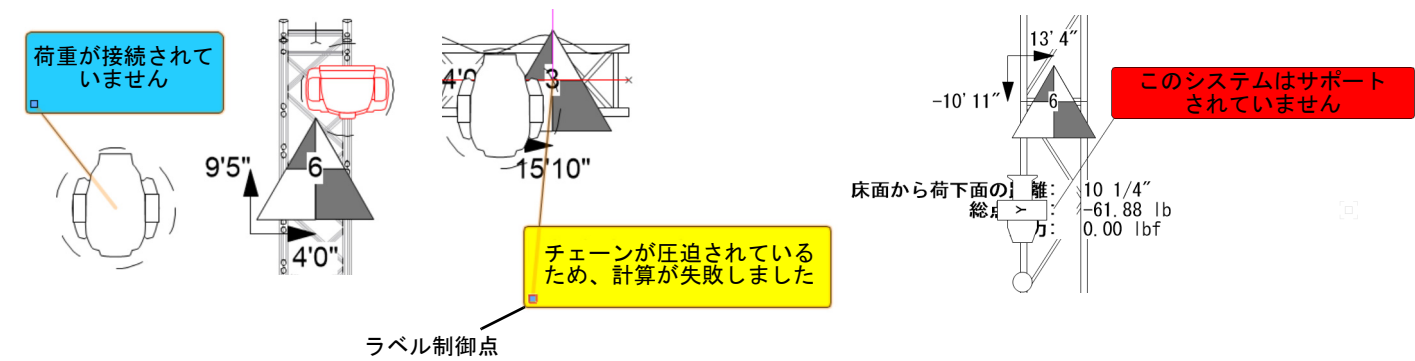 荷重が接続されて
いません
9'5"
6
4'0"
3
15'10"
チェーンが圧迫されている
ため、計算が失敗しました
ラベル制御点
13' 4"
-10' 11"
6
このシステムはサポート
されていません
床面から荷下面の 離: 10 1/4"
総 : -61.88 lb
力: 0.00 lbf
Y